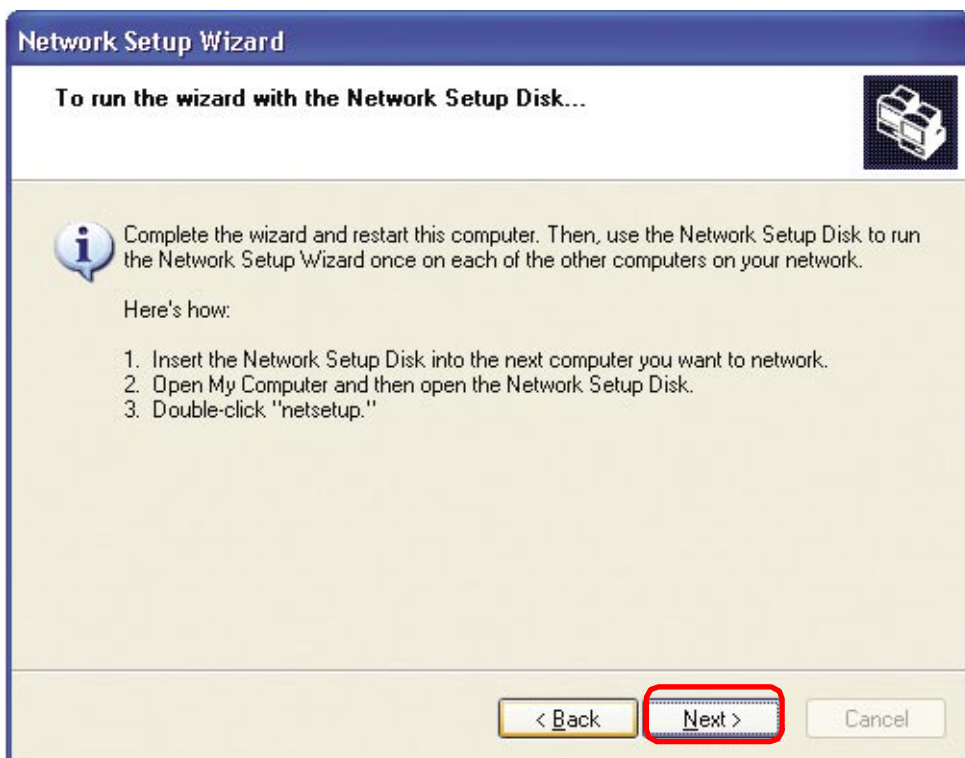 Network Setup Wizard
To run the wizard with the Network Setup Disk...
Complete the wizard and restart this computer. Then, use the Network Setup Disk to run
the Network Setup Wizard once on each of the other computers on your network.
Here's how:
1. Insert the Network Setup Disk into the next computer you want to network.
2. Open My Computer and then open the Network Setup Disk.
3. Double-click "netsetup."
< Back
Next >
Cancel